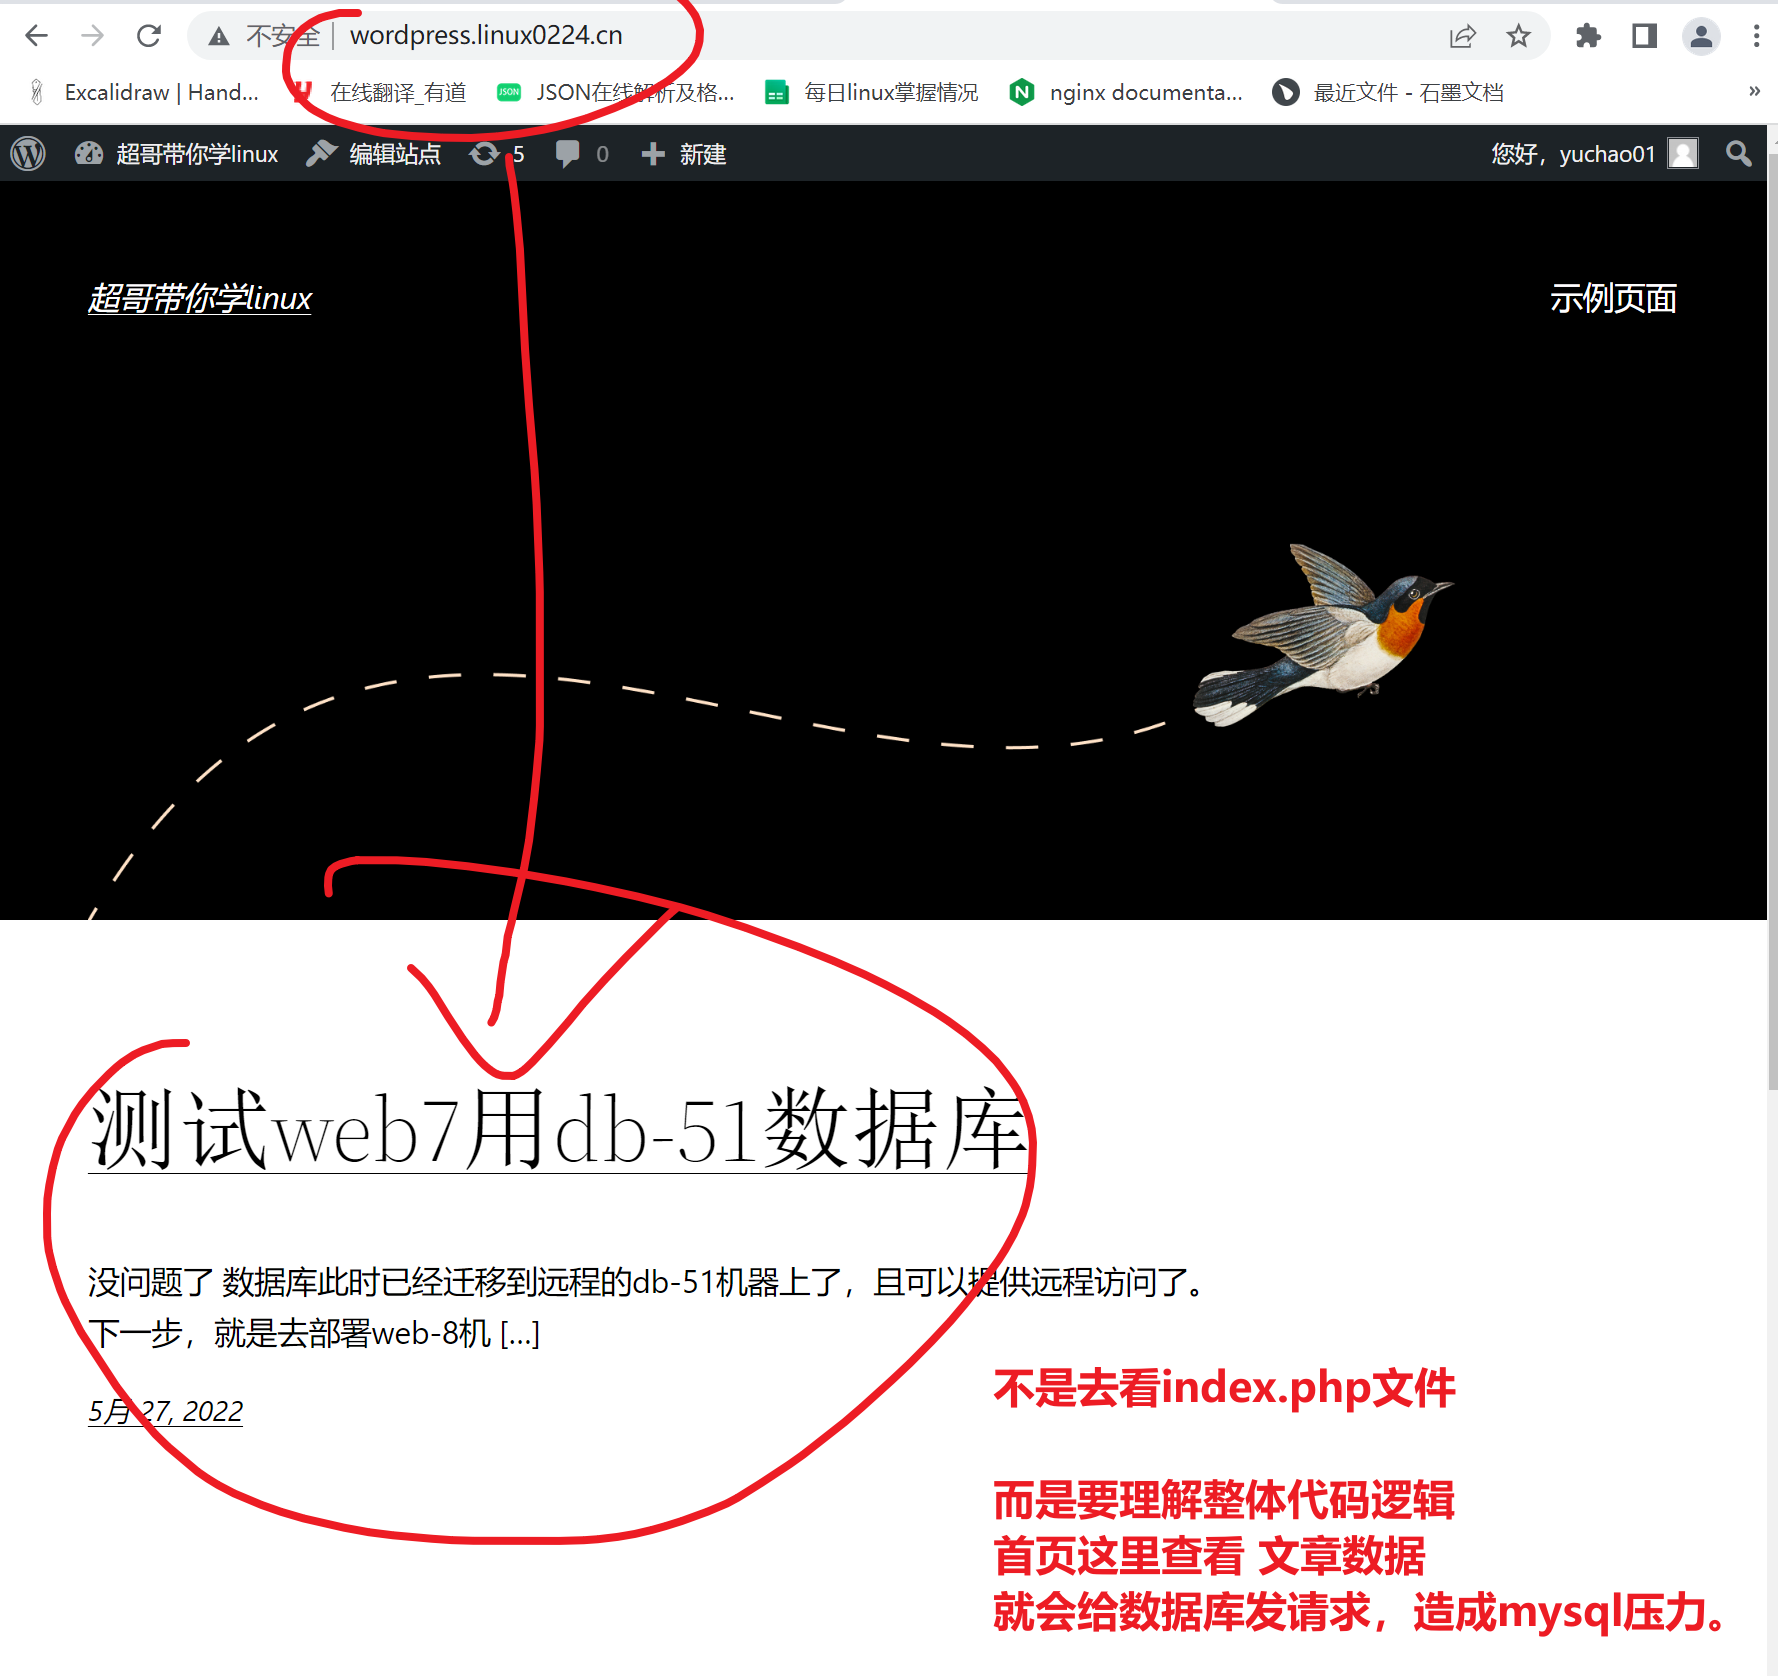 不安全 wordpress.linux0224.cn
Excalidraw | Hand... 在线翻译_有道 JSON JSON在线解析及格... 每日linux掌握情况 N nginx documenta... 最近文件 - 石墨文档 »
超哥带你学linux 编辑站点 5 0 新建 您好，yuchao01
超哥带你学linux 示例页面
测试web7用db-51数据库
没问题了 数据库此时已经迁移到远程的db-51机器上了，且可以提供远程访问了。
下一步，就是去部署web-8机 [...]
5月 27, 2022
不是去看index.php文件
而是要理解整体代码逻辑
首页这里查看 文章数据
就会给数据库发请求，造成mysql压力。